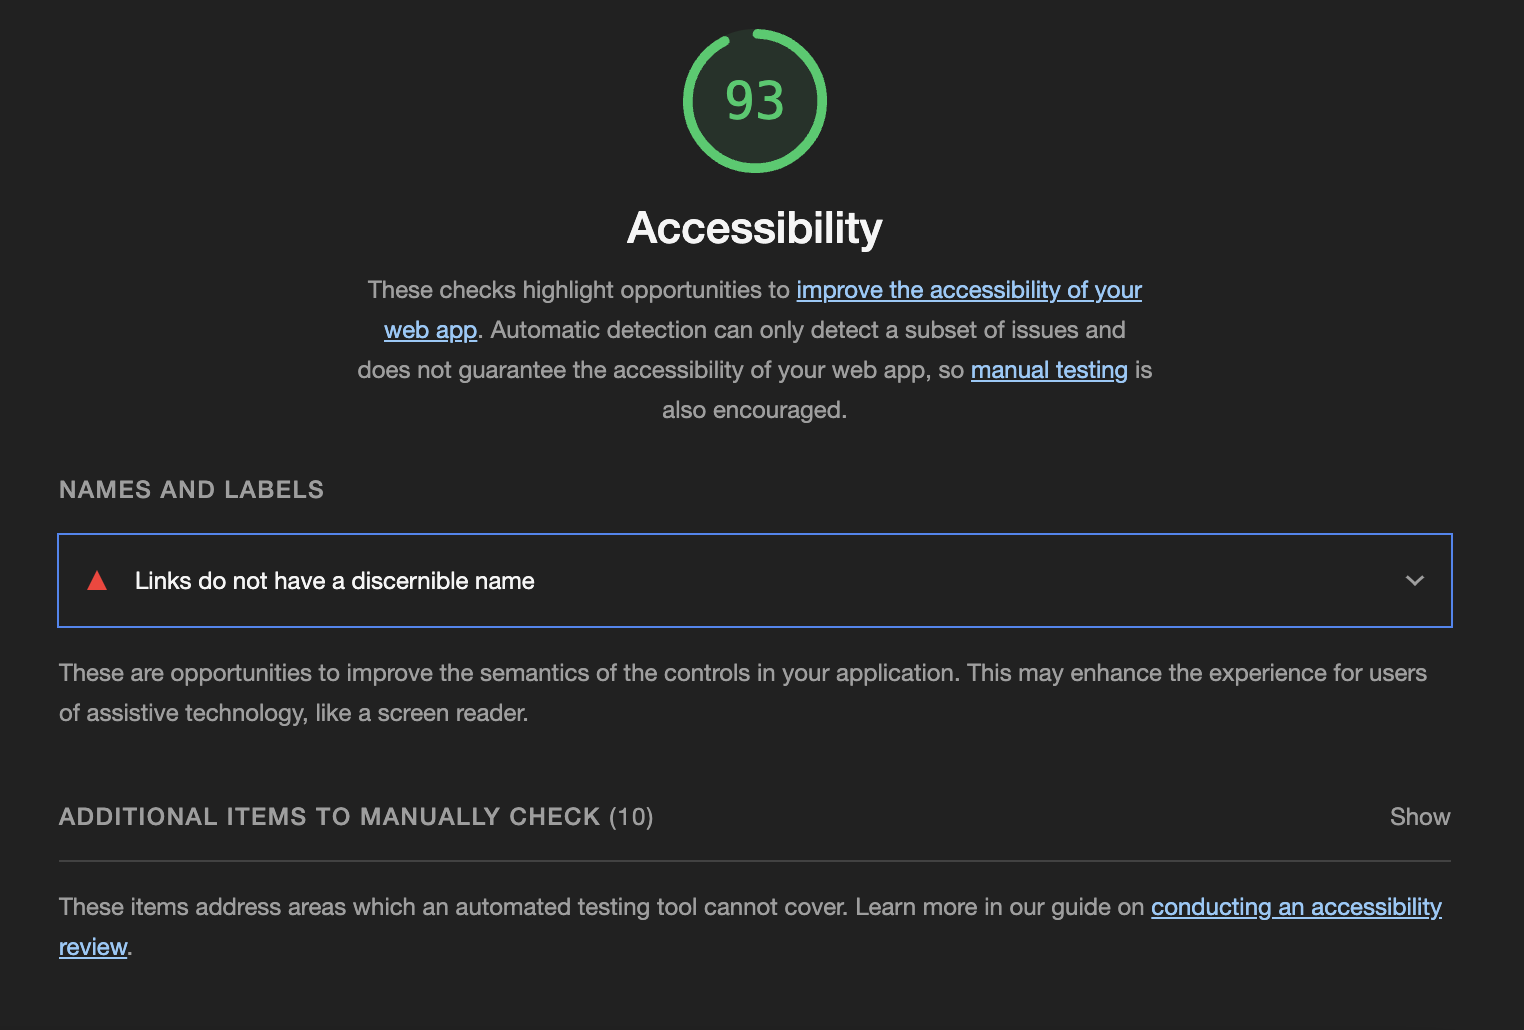 93
Accessibility
These checks highlight opportunities to improve the accessibility of your
web app. Automatic detection can only detect a subset of issues and
does not guarantee the accessibility of your web app, so manual testing is
also encouraged.
NAMES AND LABELS
Links do not have a discernible name
These are opportunities to improve the semantics of the controls in your application. This may enhance the experience for users
of assistive technology, like a screen reader.
ADDITIONAL ITEMS TO MANUALLY CHECK (10) Show
These items address areas which an automated testing tool cannot cover. Learn more in our guide on conducting an accessibility
review.